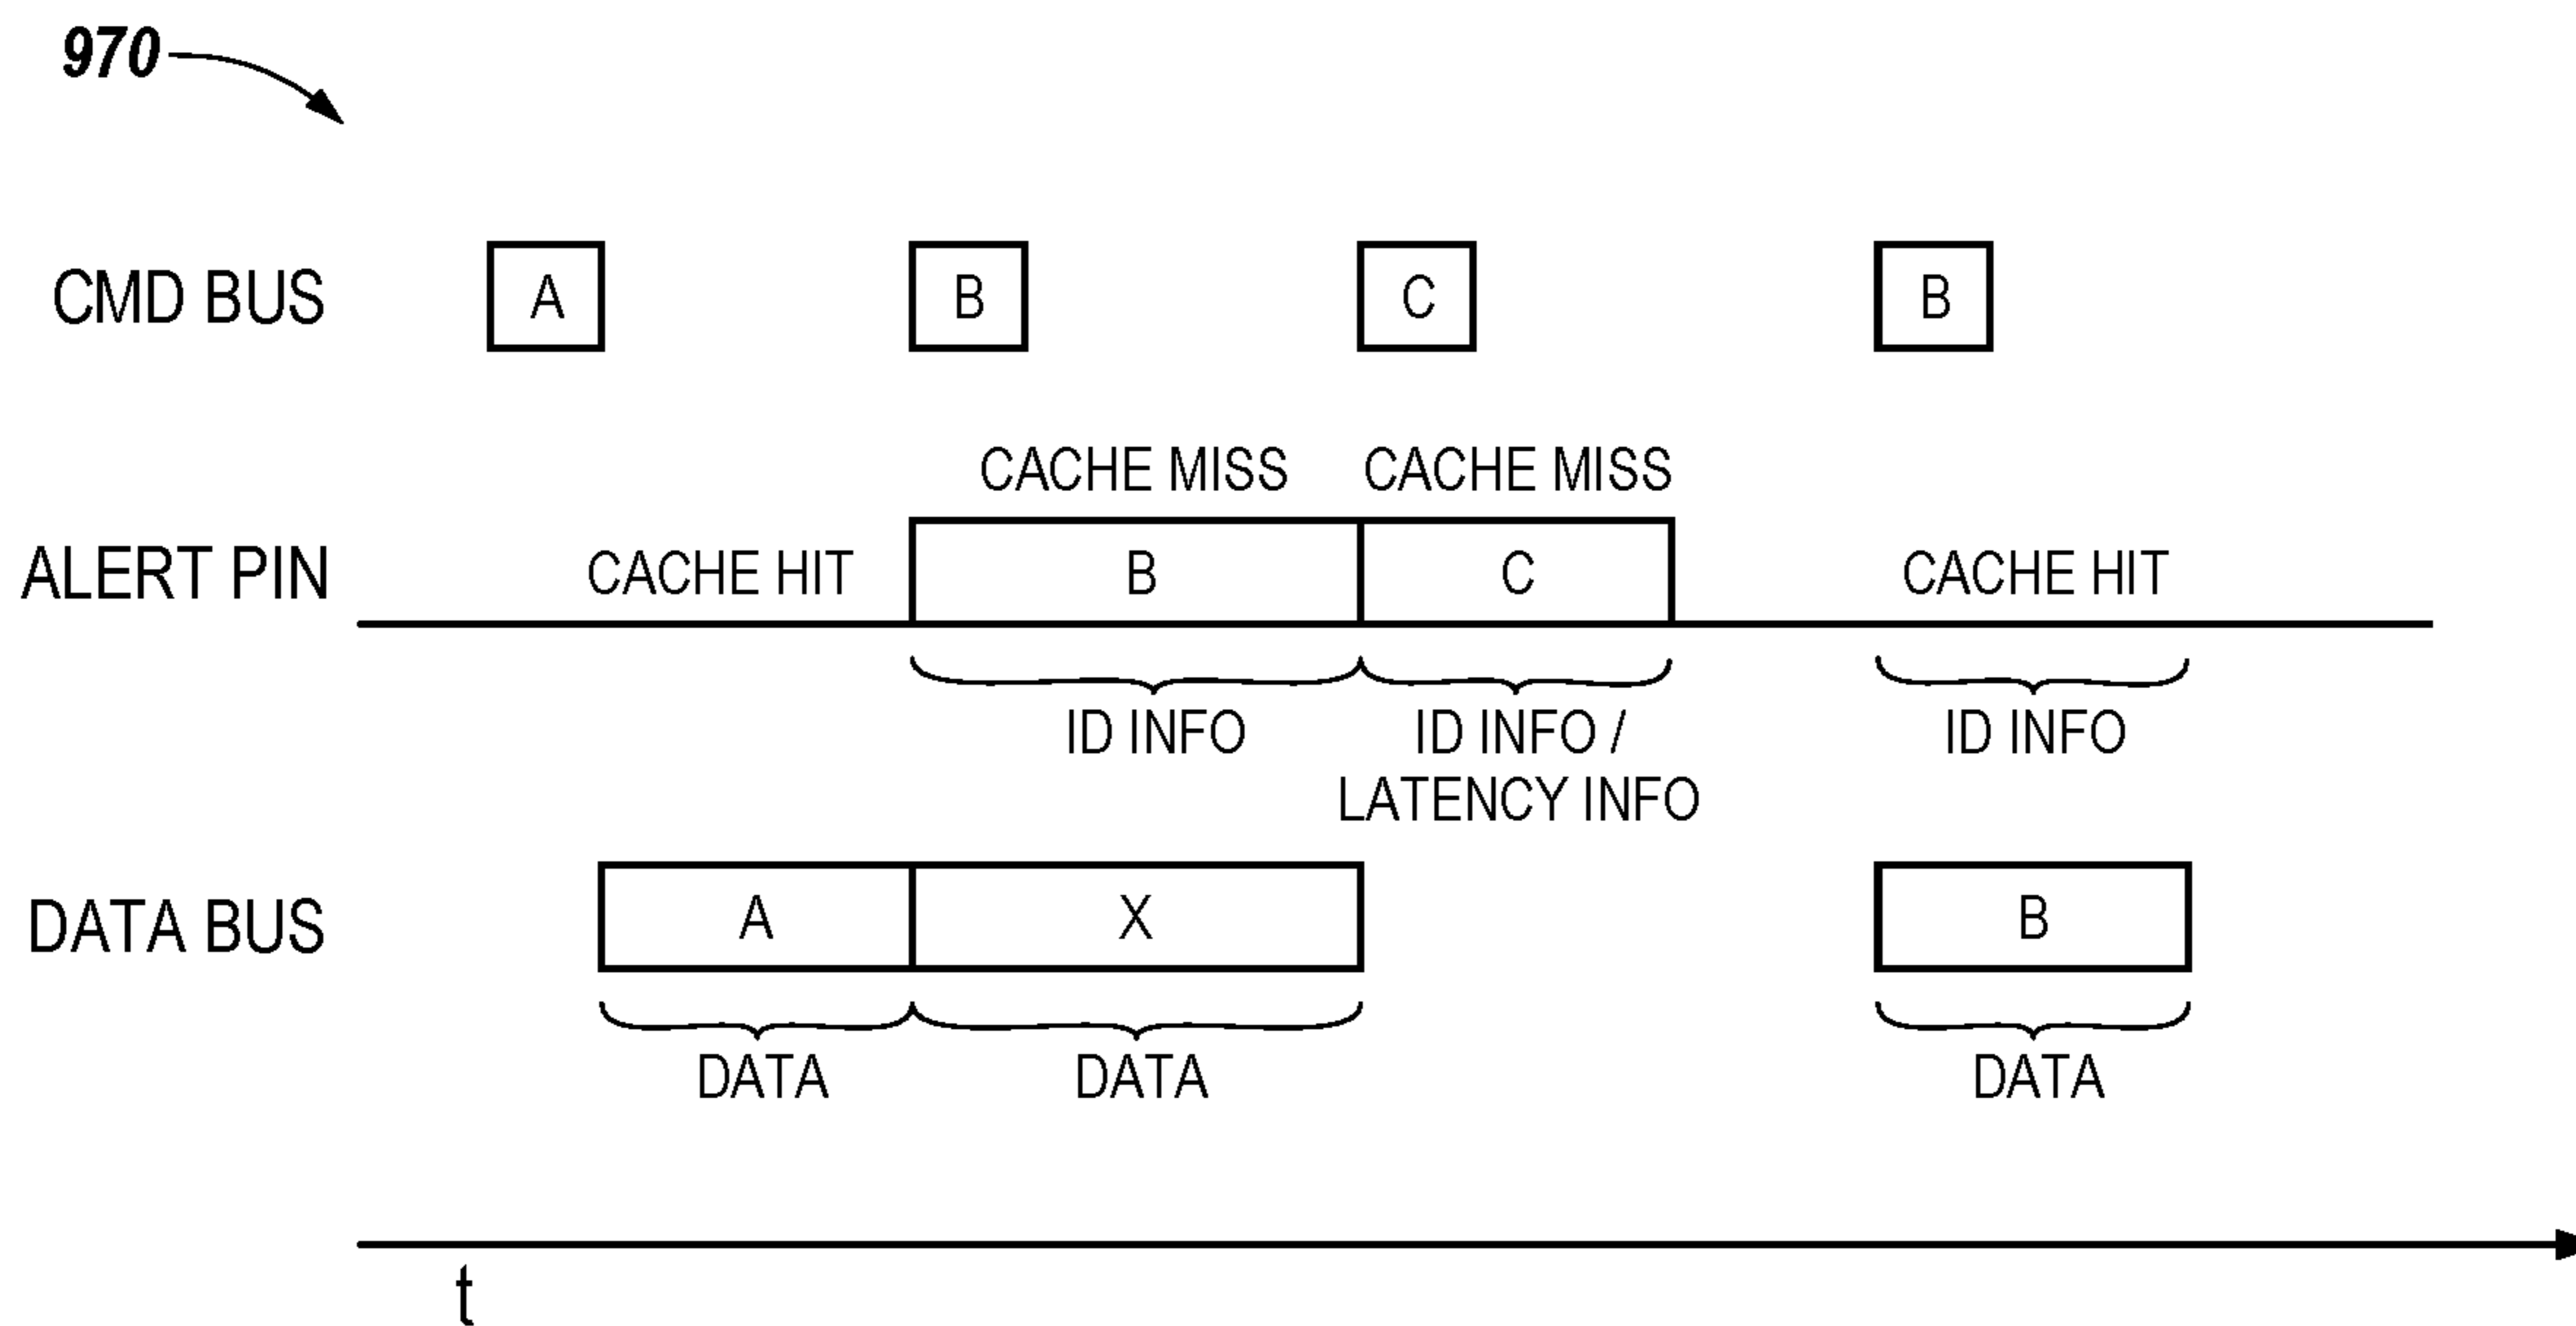 970
CMD BUS
A
B
C
B
CACHE MISS
CACHE MISS
ALERT PIN
CACHE HIT
B
C
CACHE HIT
ID INFO
ID INFO /
LATENCY INFO
ID INFO
DATA BUS
A
X
B
DATA
DATA
DATA
t